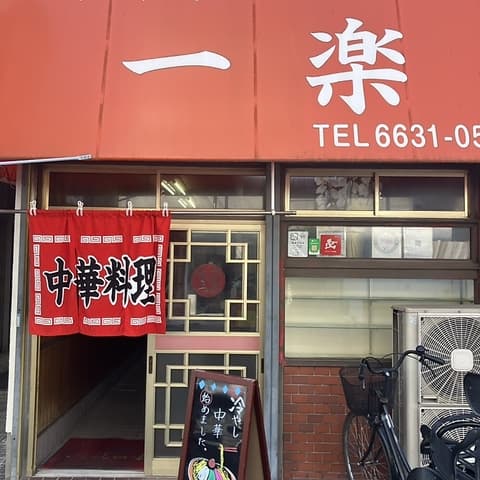 一楽
TEL 6631-05
中華料理
冷やし
中華
始めました。